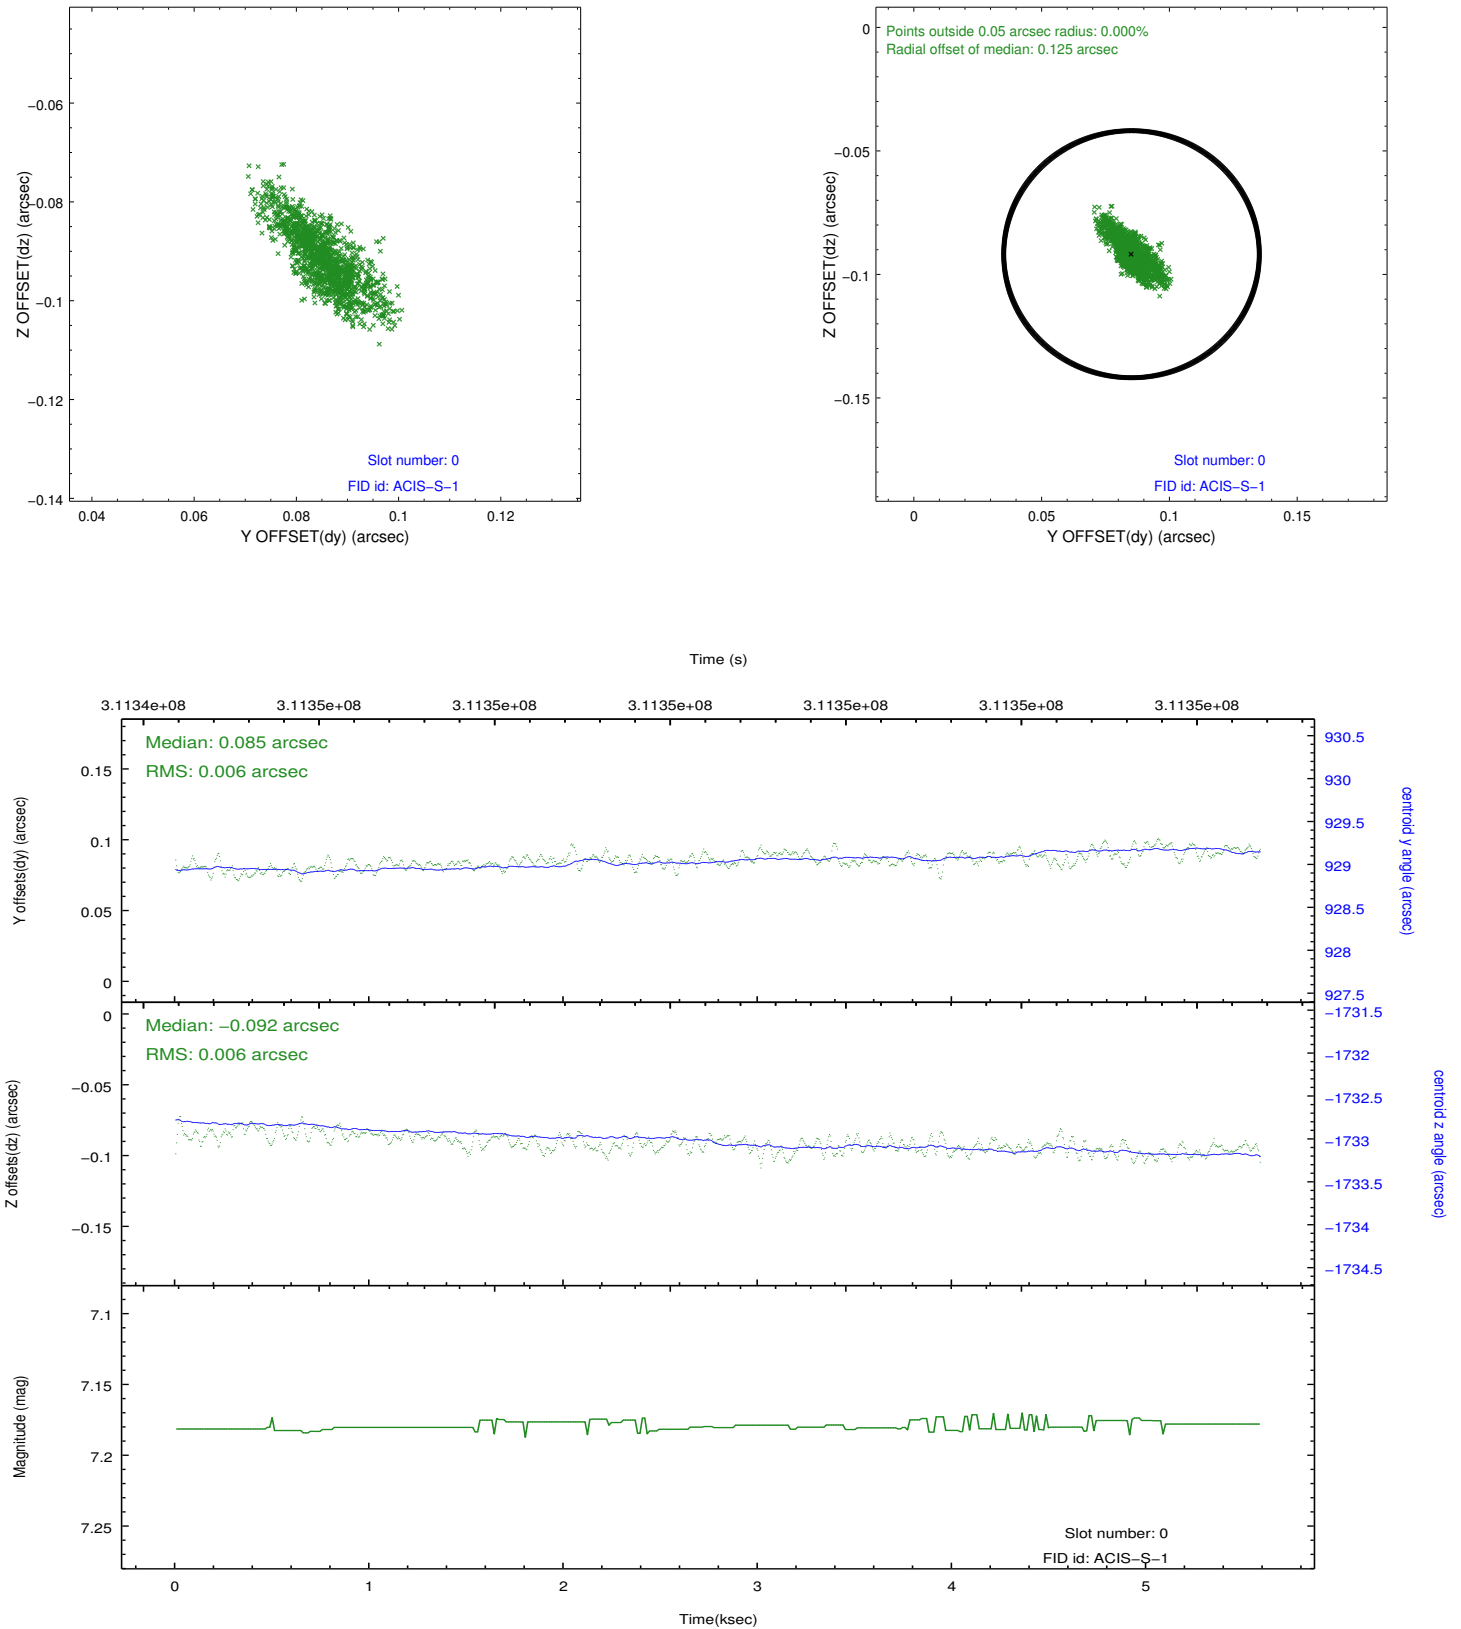 −0.06
−0.08
−0.1
−0.12
−0.14
Z OFFSET(dz) (arcsec)
Slot number: 0
FID id: ACIS−S−1
0.04 0.06 0.08 0.1 0.12
Y OFFSET(dy) (arcsec)
Points outside 0.05 arcsec radius: 0.000%
Radial offset of median: 0.125 arcsec
0
−0.05
−0.1
−0.15
Z OFFSET(dz) (arcsec)
Slot number: 0
FID id: ACIS−S−1
0 0.05 0.1 0.15
Y OFFSET(dy) (arcsec)
Time (s)
3.1134e+08 3.1135e+08 3.1135e+08 3.1135e+08 3.1135e+08 3.1135e+08 3.1135e+08
Median: 0.085 arcsec
RMS: 0.006 arcsec
0.15
0.1
0.05
0
Y offsets(dy) (arcsec)
930.5
930
929.5
929
928.5
928
927.5
centroid y angle (arcsec)
Median: −0.092 arcsec
RMS: 0.006 arcsec
0
−0.05
−0.1
−0.15
Z offsets(dz) (arcsec)
−1731.5
−1732
−1732.5
−1733
−1733.5
−1734
−1734.5
centroid z angle (arcsec)
7.1
7.15
7.2
7.25
Magnitude (mag)
Slot number: 0
FID id: ACIS−S−1
0 1 2 3 4 5
Time(ksec)